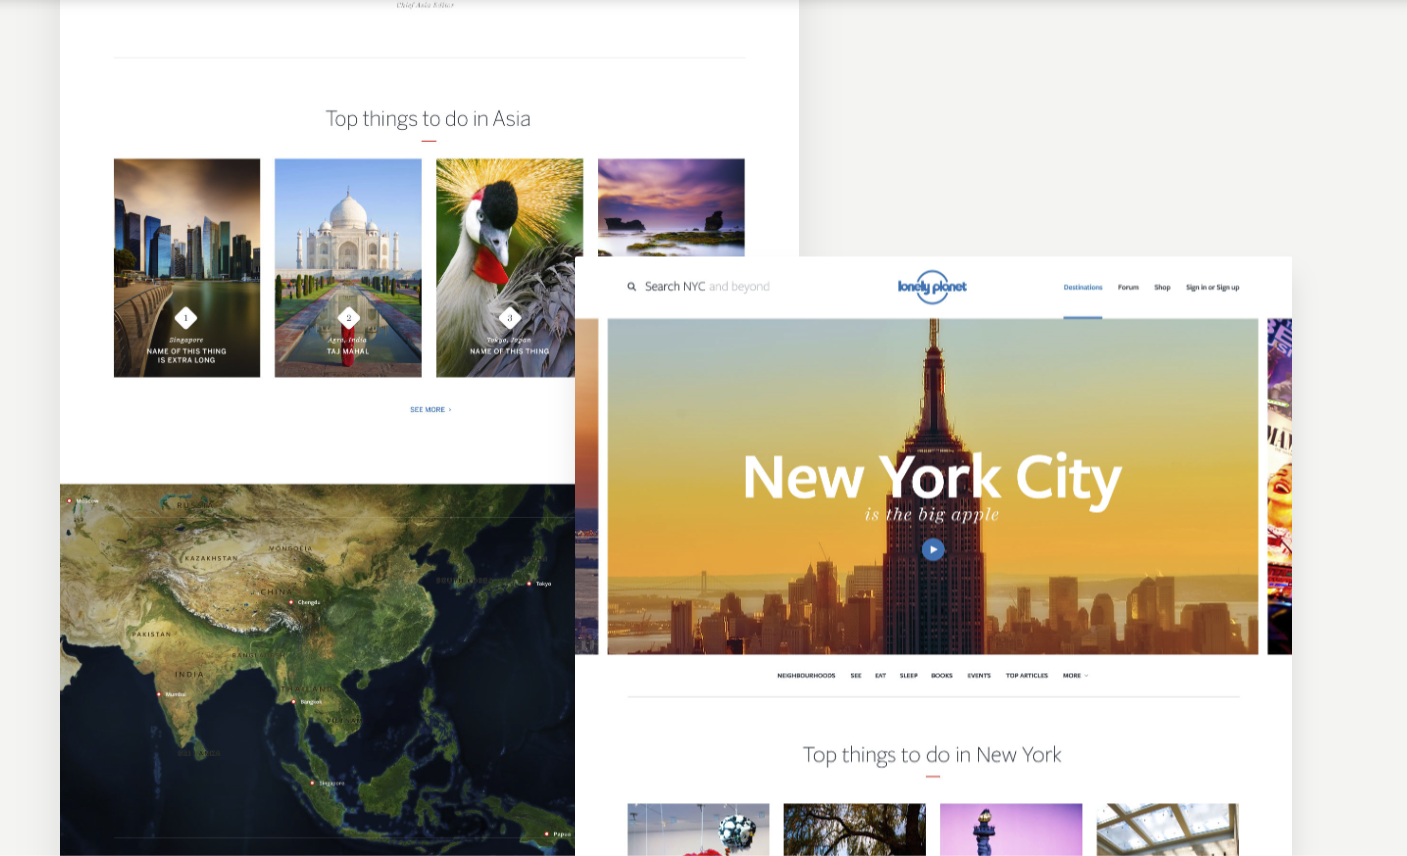 Chief Asia Editor
Top things to do in Asia
1
Singapore
NAME OF THIS THING
IS EXTRA LONG
2
Agra, India
TAJ MAHAL
3
Tokyo, Japan
NAME OF THIS THING
SEE MORE ›
RUSSIA
KAZAKHSTAN
MONGOLIA
CHINA
Chengdu
Tokyo
PAKISTAN
INDIA
Mumbai
THAILAND
Bangkok
Singapore
Papua
Search NYC and beyond
lonely planet
Destinations
Forum
Shop
Sign in or Sign up
New York City
is the big apple
NEIGHBOURHOODS
SEE
EAT
SLEEP
BOOKS
EVENTS
TOP ARTICLES
MORE
Top things to do in New York